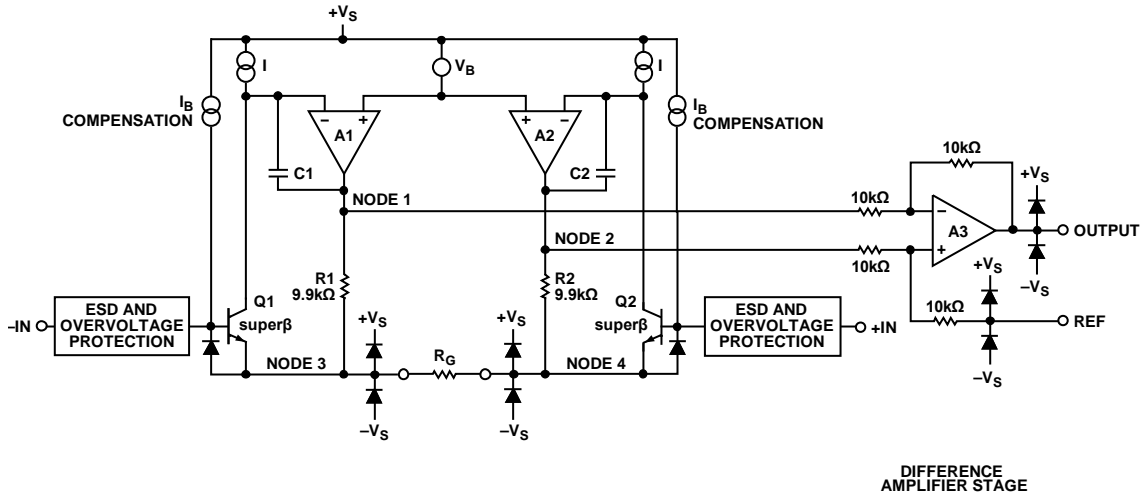 +VS
I
VB
I
IB
COMPENSATION
IB
COMPENSATION
− +
A1
+ −
A2
C1
C2
NODE 1
NODE 2
10kΩ
10kΩ
10kΩ
10kΩ
−
A3
+
+VS
OUTPUT
−VS
+VS
REF
−VS
R1
9.9kΩ
R2
9.9kΩ
−IN
ESD AND
OVERVOLTAGE
PROTECTION
Q1
superβ
Q2
superβ
ESD AND
OVERVOLTAGE
PROTECTION
+IN
NODE 3
+VS
−VS
RG
+VS
−VS
NODE 4
DIFFERENCE
AMPLIFIER STAGE